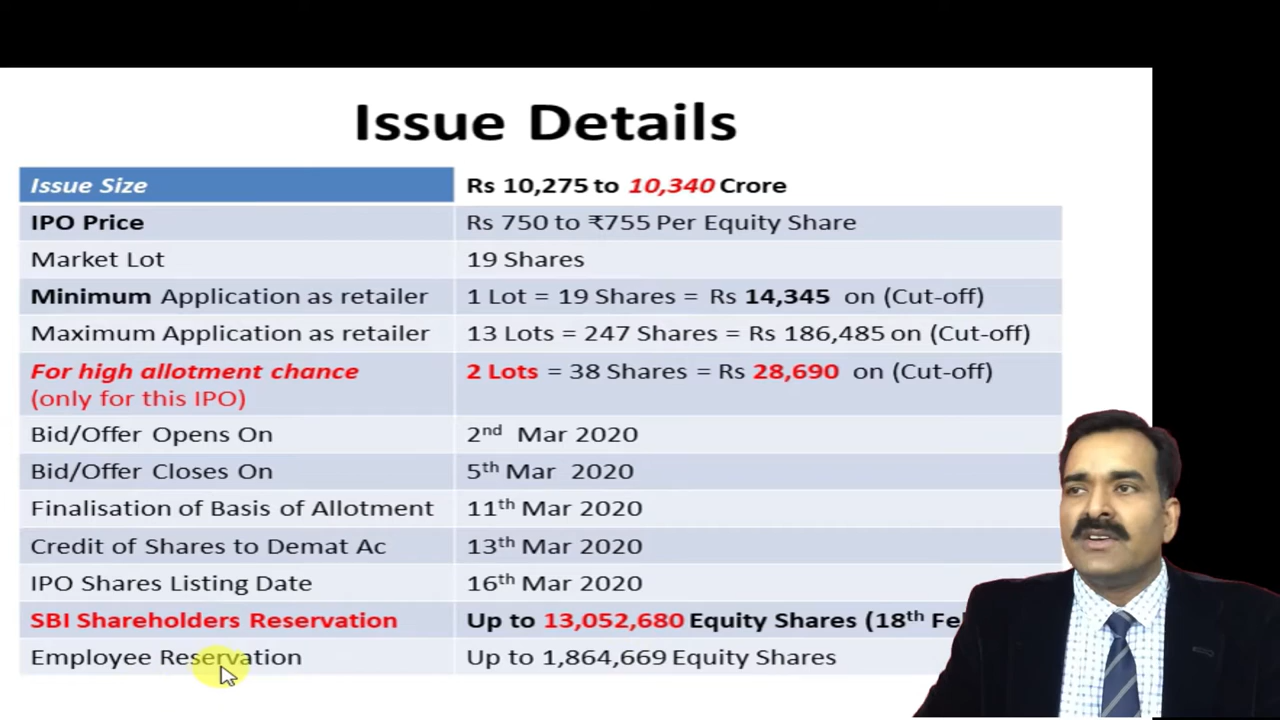 Issue Details
Issue Size Rs 10,275 to 10,340 Crore
IPO Price Rs 750 to ₹755 Per Equity Share
Market Lot 19 Shares
Minimum Application as retailer 1 Lot = 19 Shares = Rs 14,345 on (Cut-off)
Maximum Application as retailer 13 Lots = 247 Shares = Rs 186,485 on (Cut-off)
For high allotment chance 2 Lots = 38 Shares = Rs 28,690 on (Cut-off)
(only for this IPO)
Bid/Offer Opens On 2nd Mar 2020
Bid/Offer Closes On 5th Mar 2020
Finalisation of Basis of Allotment 11th Mar 2020
Credit of Shares to Demat Ac 13th Mar 2020
IPO Shares Listing Date 16th Mar 2020
SBI Shareholders Reservation Up to 13,052,680 Equity Shares (18th
Employee Reservation Up to 1,864,669 Equity Shares